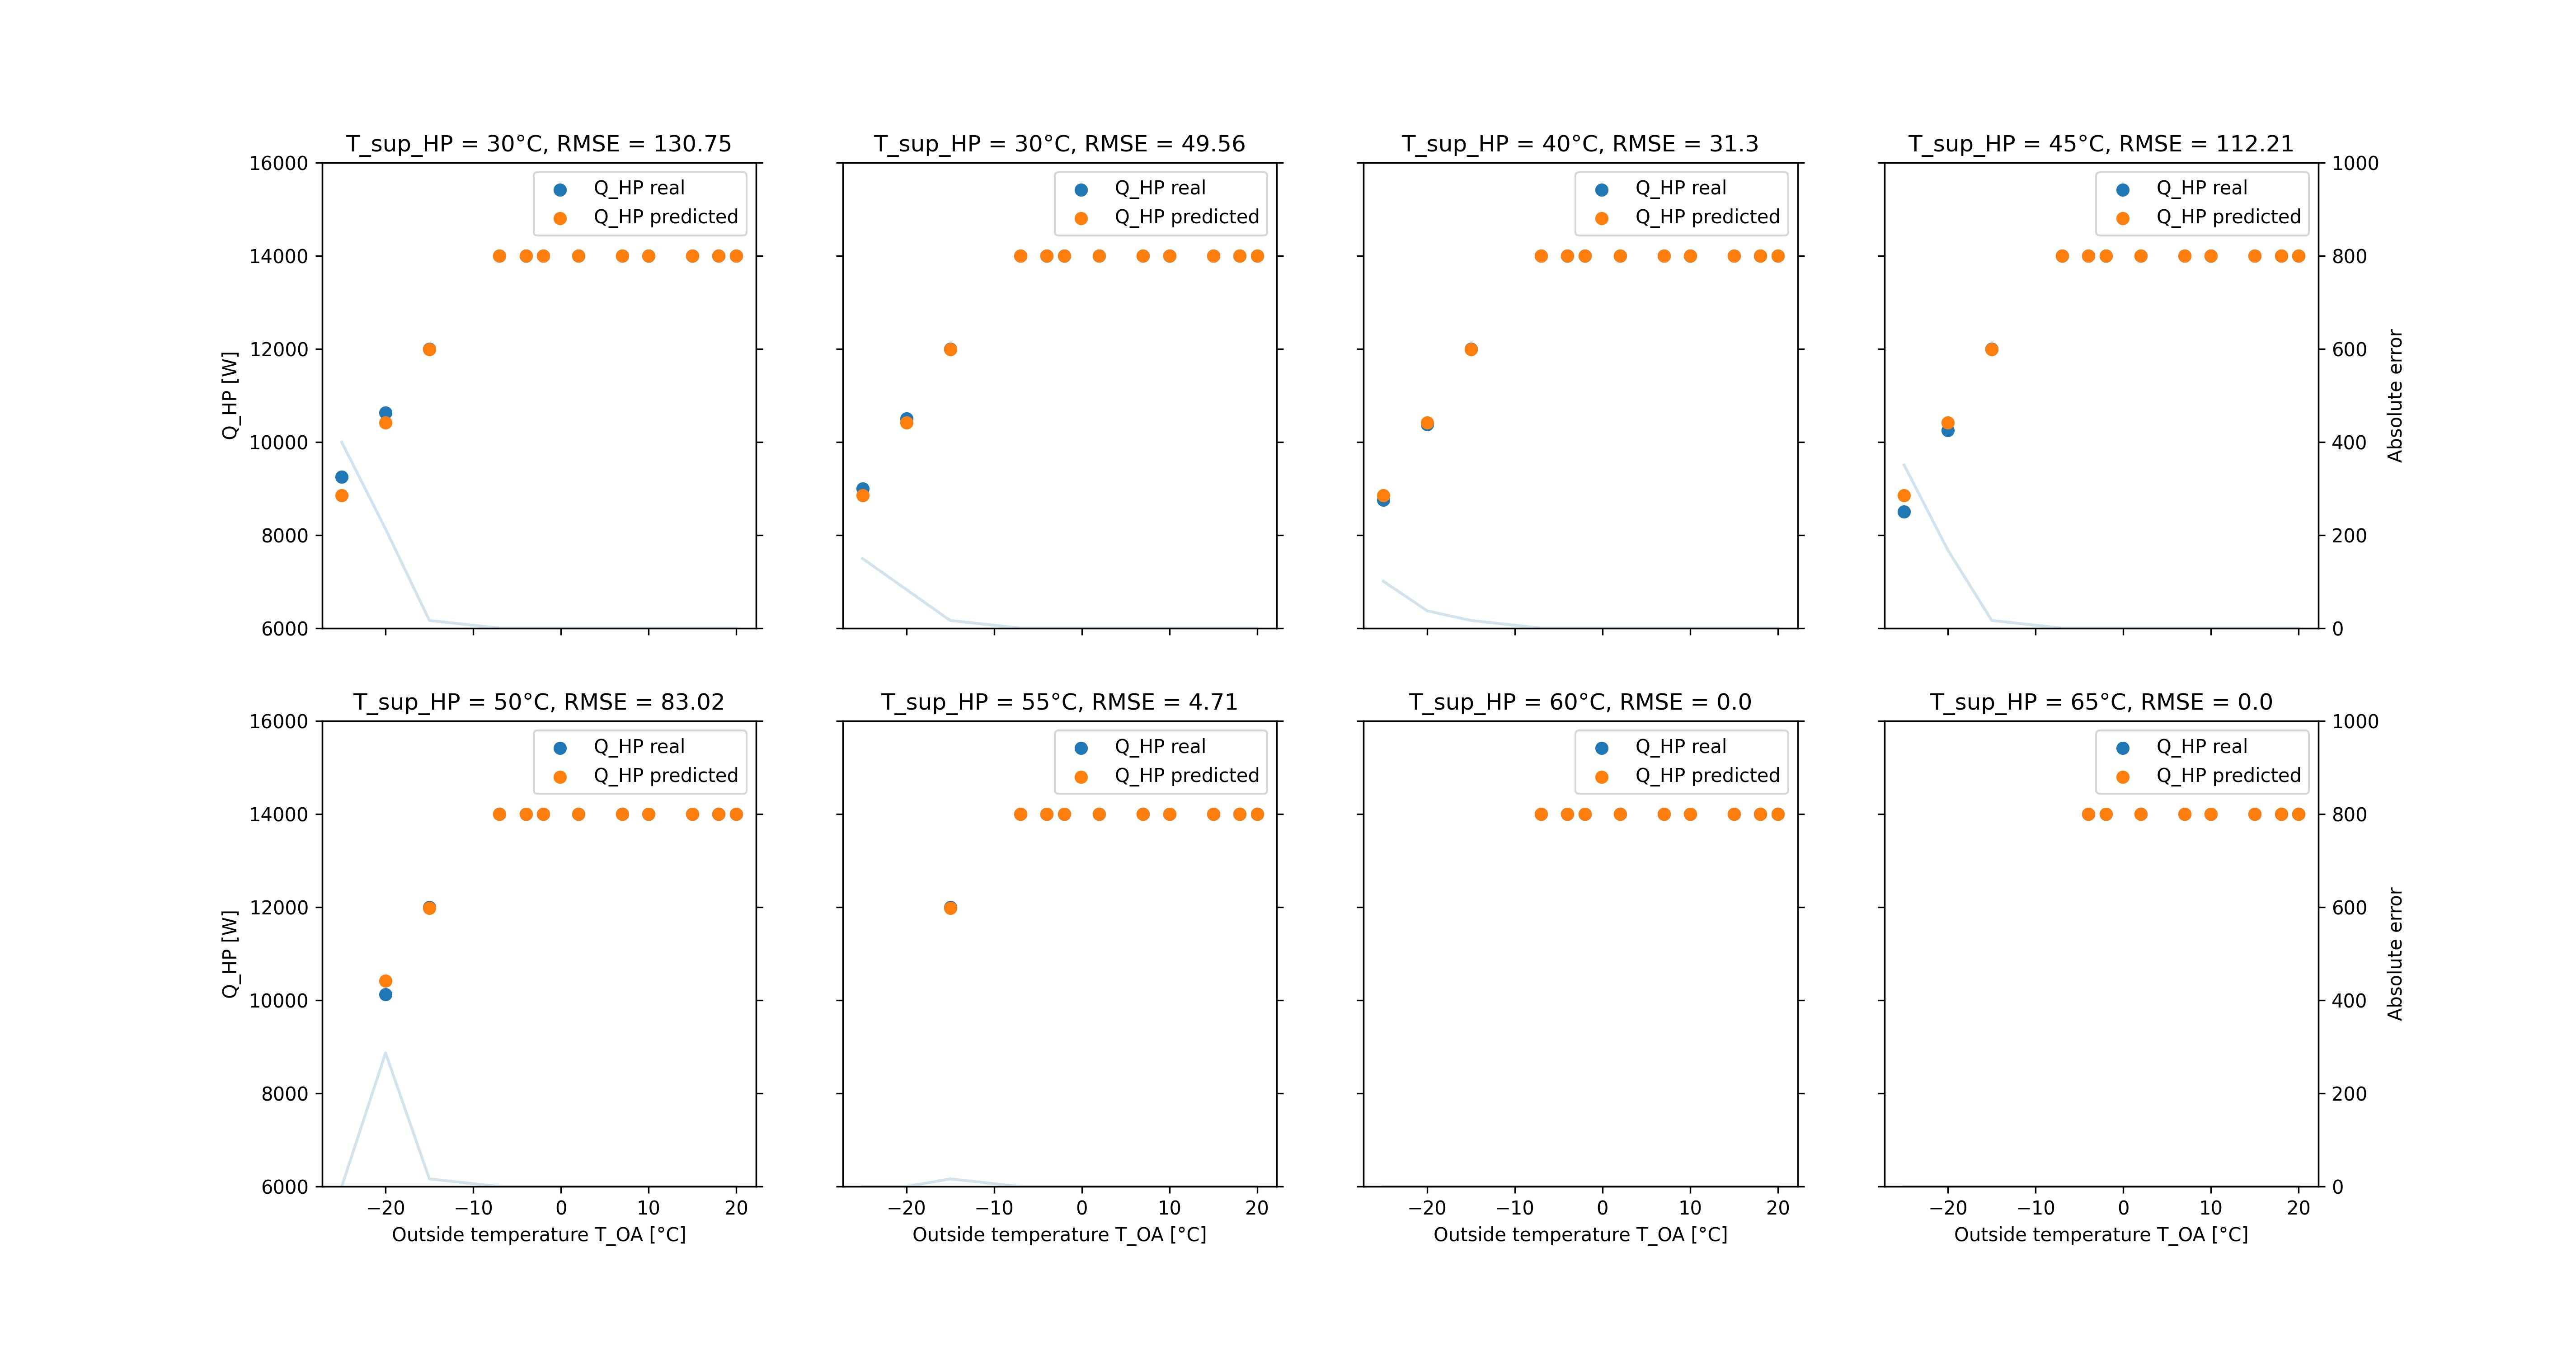 T_sup_HP = 30°C, RMSE = 130.75
16000
14000
12000
10000
8000
6000
Q_HP [W]
Q_HP real
Q_HP predicted
T_sup_HP = 30°C, RMSE = 49.56
Q_HP real
Q_HP predicted
T_sup_HP = 40°C, RMSE = 31.3
Q_HP real
Q_HP predicted
T_sup_HP = 45°C, RMSE = 112.21
Q_HP real
Q_HP predicted
1000
800
600
400
200
0
Absolute error
T_sup_HP = 50°C, RMSE = 83.02
16000
14000
12000
10000
8000
6000
Q_HP [W]
Q_HP real
Q_HP predicted
−20 −10 0 10 20
Outside temperature T_OA [°C]
T_sup_HP = 55°C, RMSE = 4.71
Q_HP real
Q_HP predicted
−20 −10 0 10 20
Outside temperature T_OA [°C]
T_sup_HP = 60°C, RMSE = 0.0
Q_HP real
Q_HP predicted
−20 −10 0 10 20
Outside temperature T_OA [°C]
T_sup_HP = 65°C, RMSE = 0.0
Q_HP real
Q_HP predicted
1000
800
600
400
200
0
Absolute error
−20 −10 0 10 20
Outside temperature T_OA [°C]